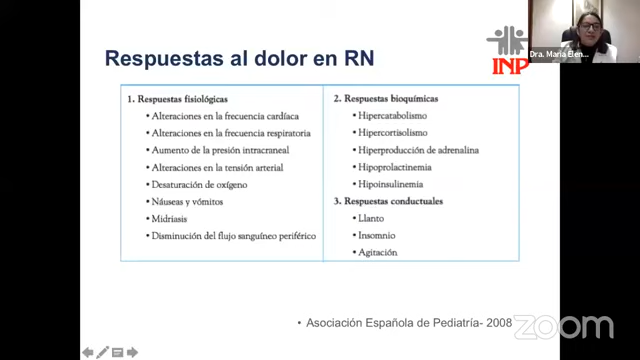 Respuestas al dolor en RN
INP
Dra. María Elen...
1. Respuestas fisiológicas
• Alteraciones en la frecuencia cardíaca
• Alteraciones en la frecuencia respiratoria
• Aumento de la presión intracraneal
• Alteraciones en la tensión arterial
• Desaturación de oxígeno
• Náuseas y vómitos
• Midriasis
• Disminución del flujo sanguíneo periférico
2. Respuestas bioquímicas
• Hipercatabolismo
• Hipercortisolismo
• Hiperproducción de adrenalina
• Hipoprolactinemia
• Hipoinsulinemia
3. Respuestas conductuales
• Llanto
• Insomnio
• Agitación
• Asociación Española de Pediatría- 2008
zoom